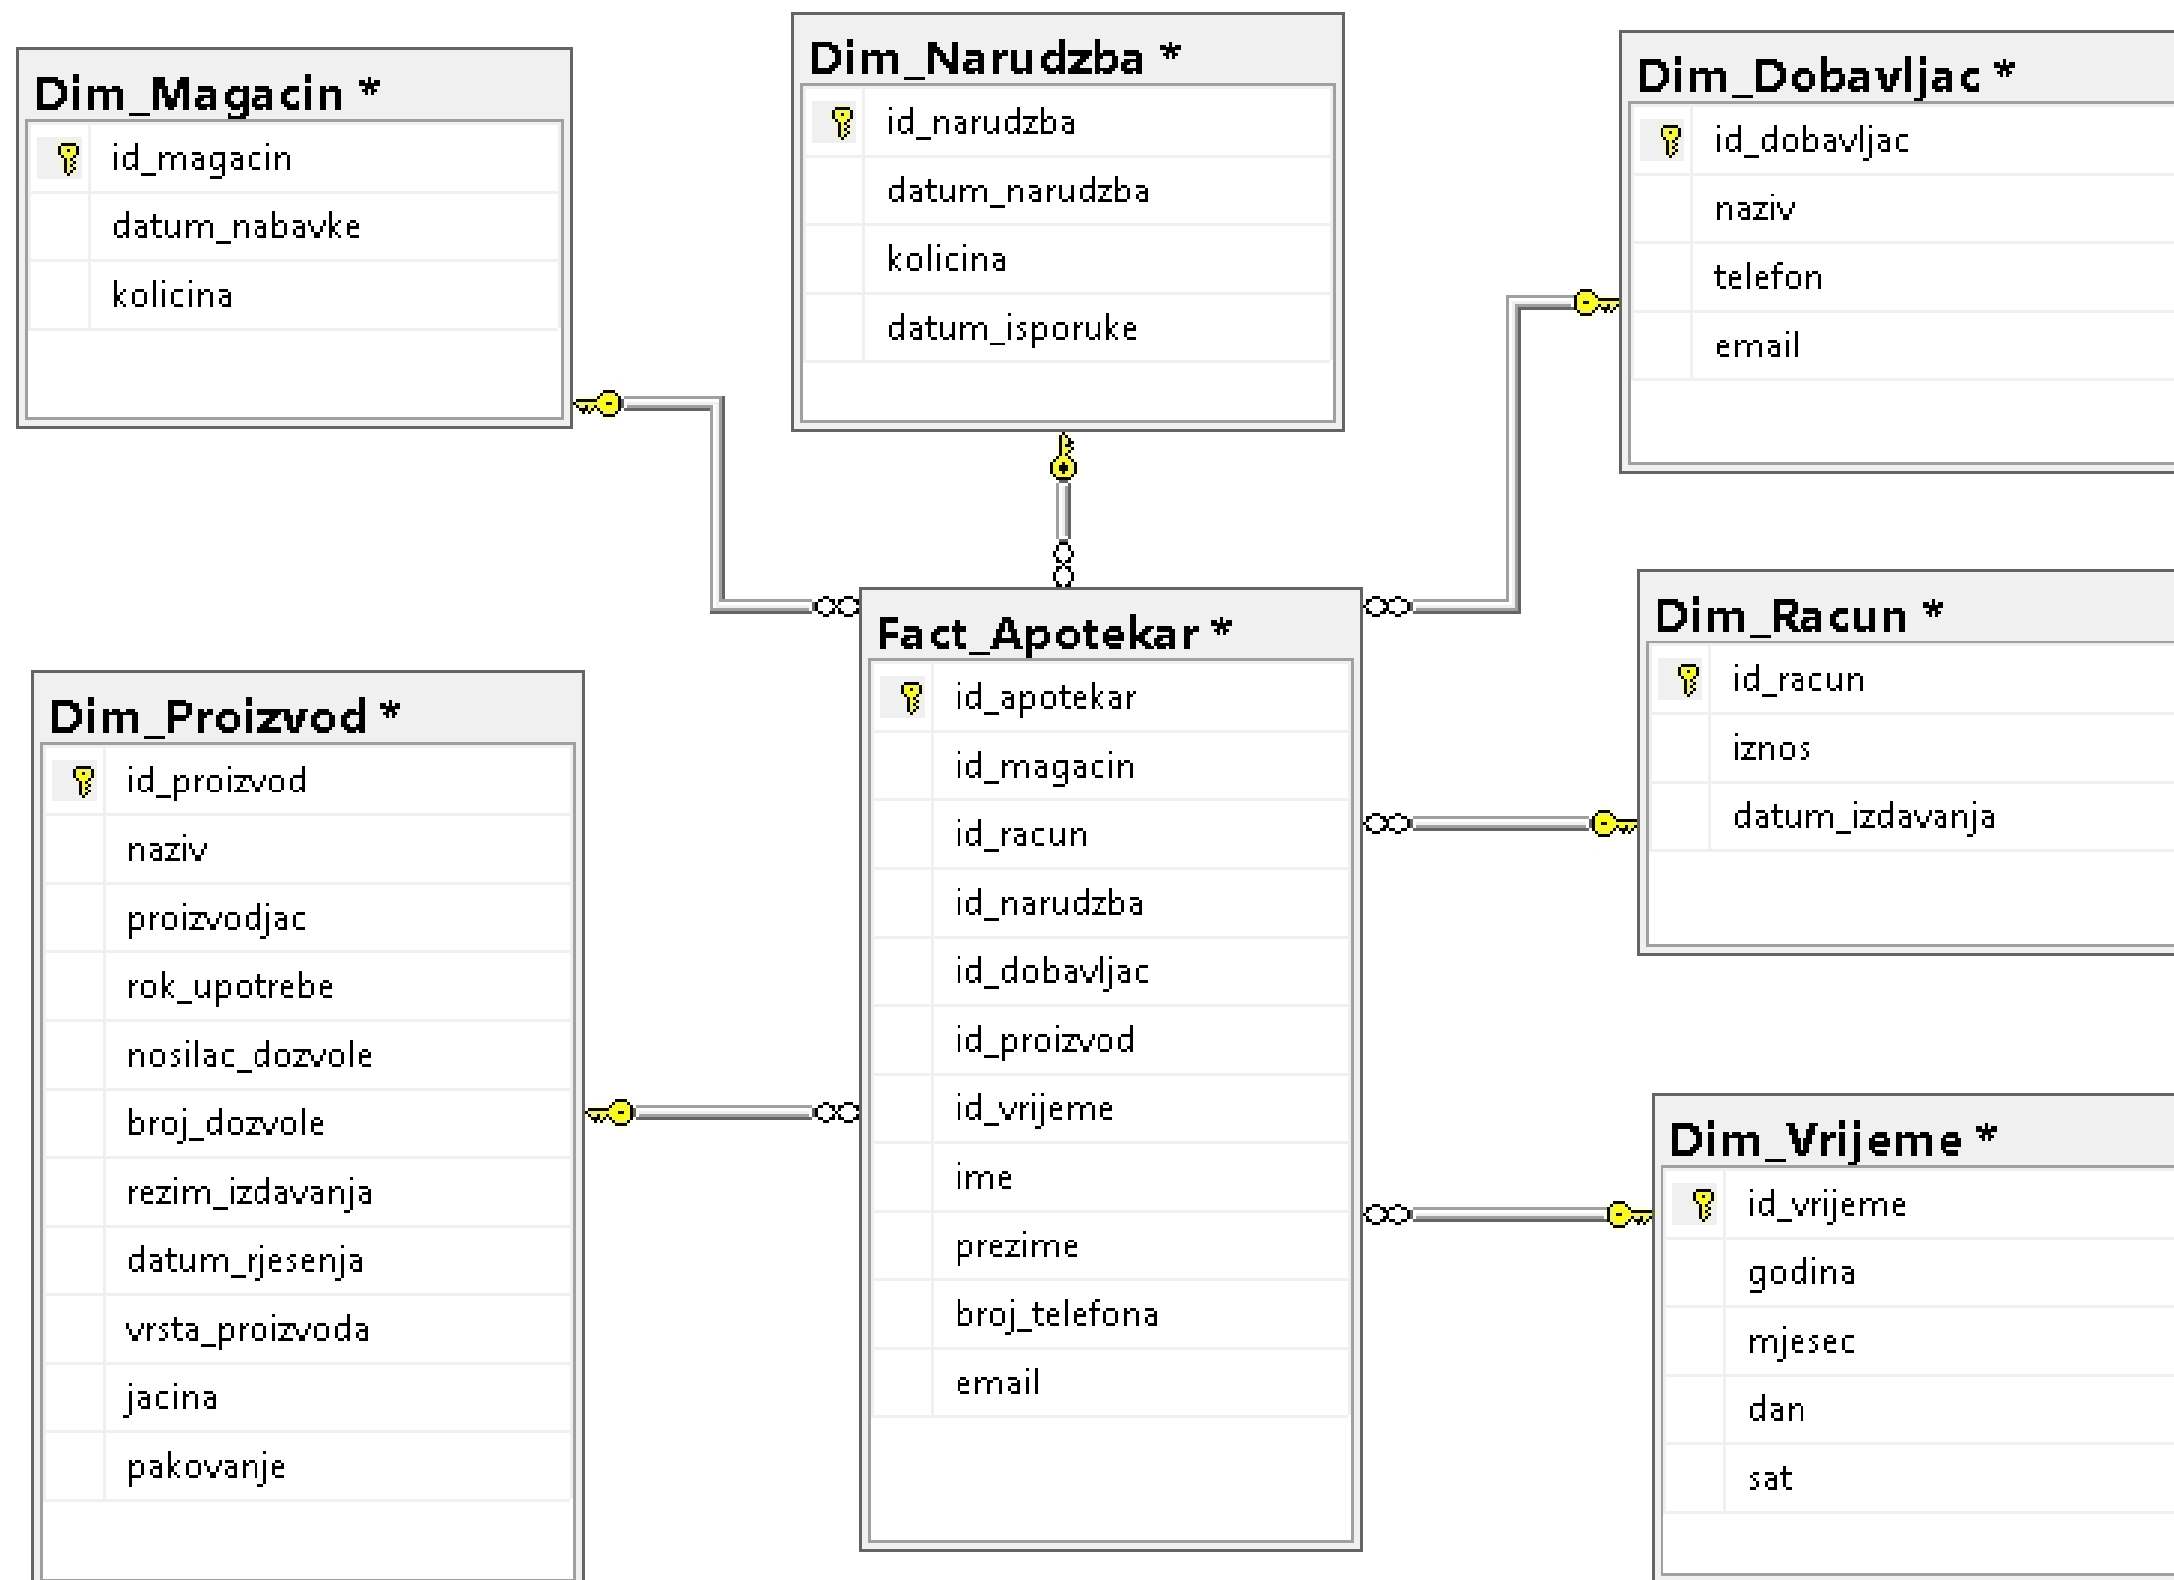 Dim_Magacin *
id_magacin
datum_nabavke
kolicina
Dim_Narudzba *
id_narudzba
datum_narudzba
kolicina
datum_isporuke
Dim_Dobavljac *
id_dobavljac
naziv
telefon
email
Dim_Proizvod *
id_proizvod
naziv
proizvodjac
rok_upotrebe
nosilac_dozvole
broj_dozvole
rezim_izdavanja
datum_rjesenja
vrsta_proizvoda
jacina
pakovanje
Fact_Apotekar *
id_apotekar
id_magacin
id_racun
id_narudzba
id_dobavljac
id_proizvod
id_vrijeme
ime
prezime
broj_telefona
email
Dim_Racun *
id_racun
iznos
datum_izdavanja
Dim_Vrijeme *
id_vrijeme
godina
mjesec
dan
sat